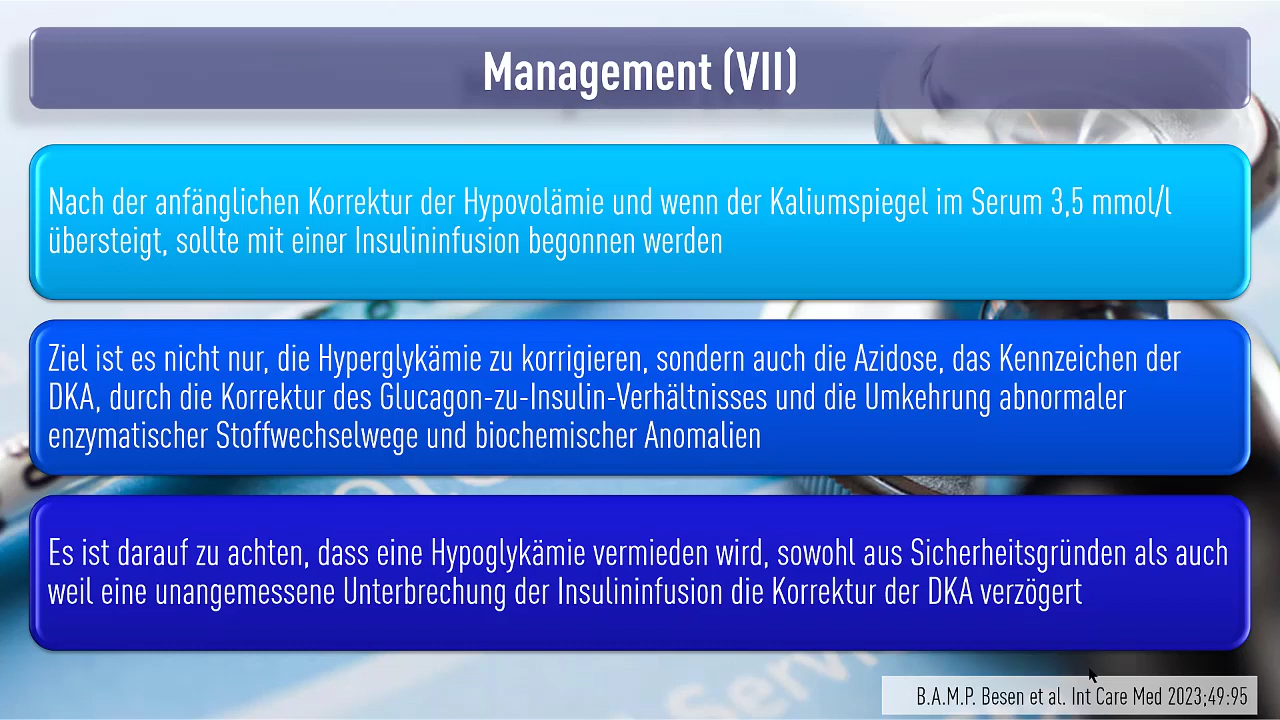 Management (VII)
Nach der anfänglichen Korrektur der Hypovolämie und wenn der Kaliumspiegel im Serum 3,5 mmol/l
übersteigt, sollte mit einer Insulininfusion begonnen werden
Ziel ist es nicht nur, die Hyperglykämie zu korrigieren, sondern auch die Azidose, das Kennzeichen der
DKA, durch die Korrektur des Glucagon-zu-Insulin-Verhältnisses und die Umkehrung abnormaler
enzymatischer Stoffwechselwege und biochemischer Anomalien
Es ist darauf zu achten, dass eine Hypoglykämie vermieden wird, sowohl aus Sicherheitsgründen als auch
weil eine unangemessene Unterbrechung der Insulininfusion die Korrektur der DKA verzögert
B.A.M.P. Besen et al. Int Care Med 2023;49:95